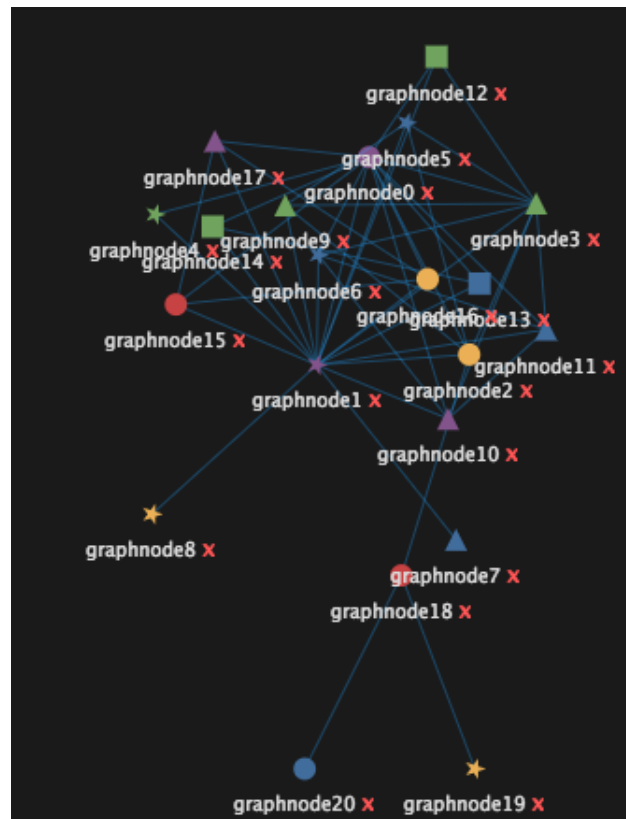 graphnode12 x
graphnode5 x
graphnode17 x
graphnode0 x
graphnode9 x
graphnode3 x
graphnode4 x
graphnode14 x
graphnode6 x
graphnode16 x
graphnode13 x
graphnode15 x
graphnode11 x
graphnode2 x
graphnode1 x
graphnode10 x
graphnode8 x
graphnode7 x
graphnode18 x
graphnode20 x
graphnode19 x